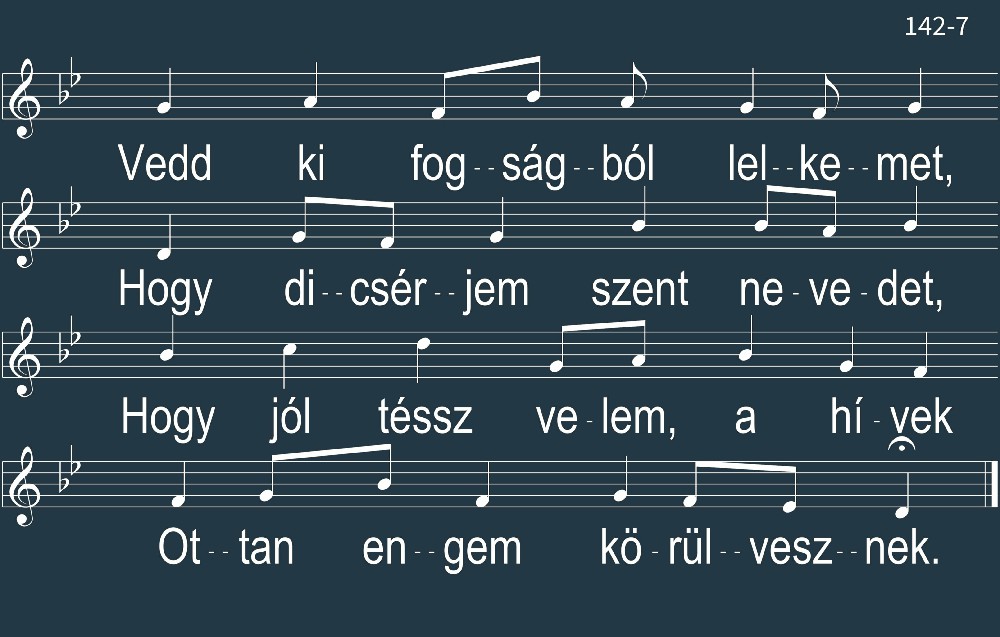 142-7
Vedd ki fog--ság--ból lel--ke--met,
Hogy di--csér--jem szent ne-ve-det,
Hogy jól téssz ve-lem, a hí-vek
Ot--tan en--gem kö-rül--vesz--nek.